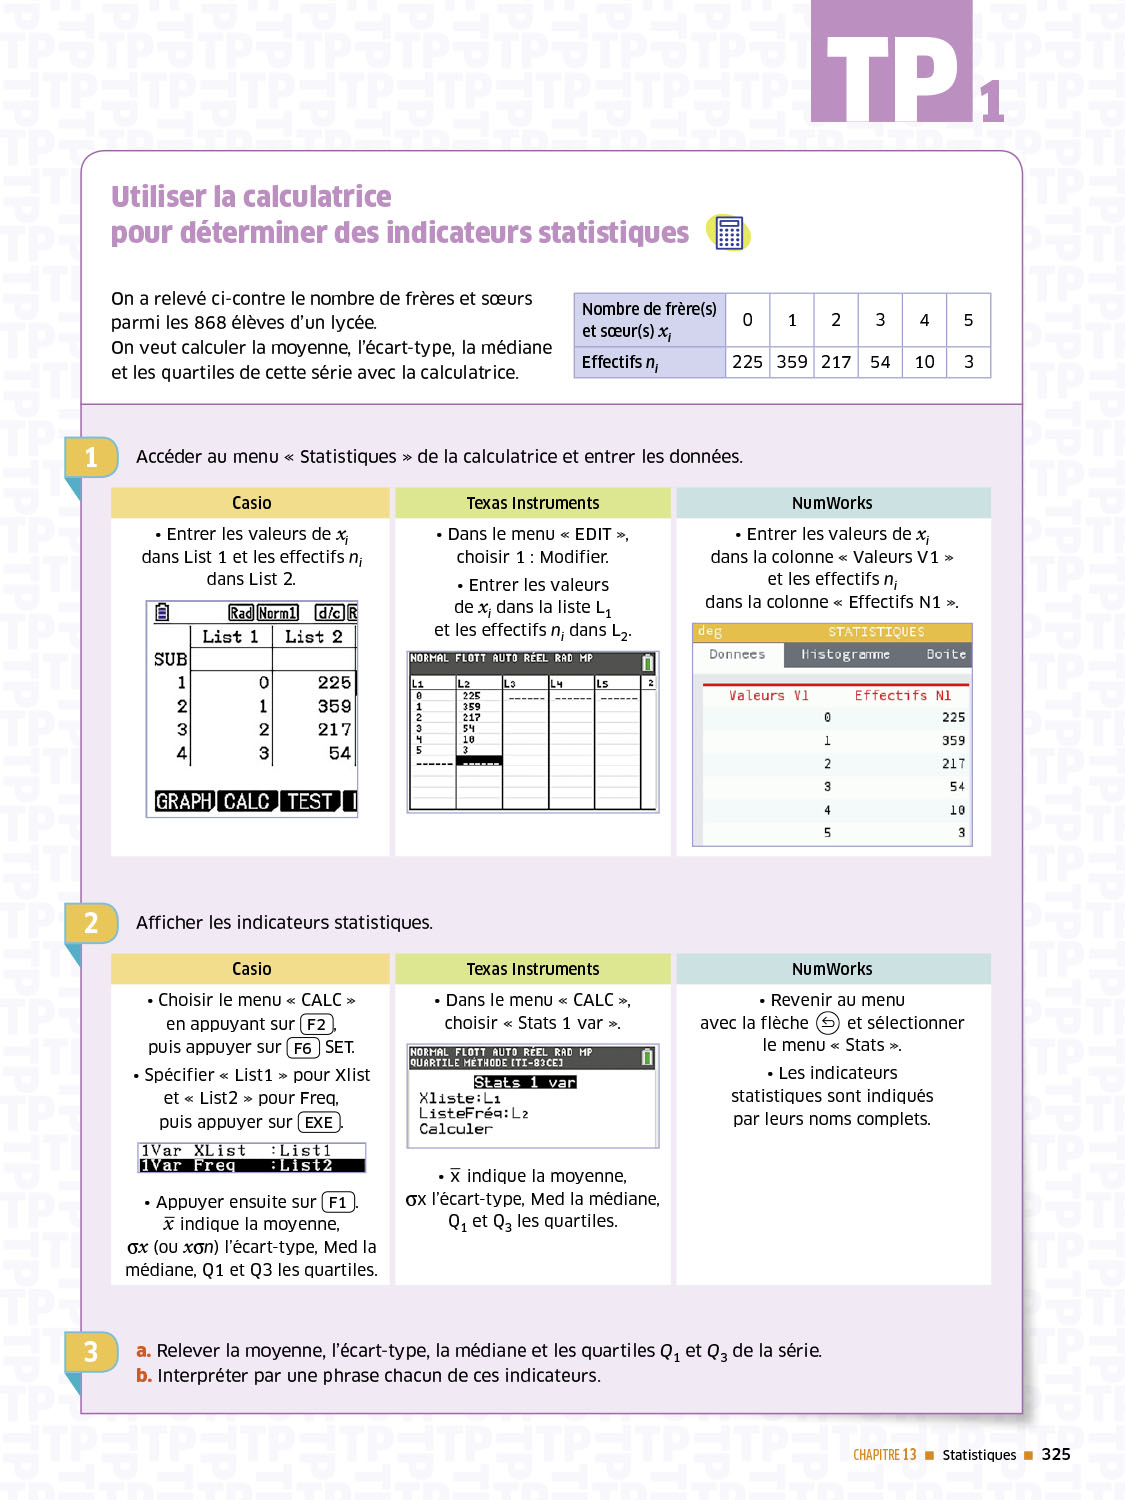 TP 1
Utiliser la calculatrice
pour déterminer des indicateurs statistiques
On a relevé ci-contre le nombre de frères et sœurs
parmi les 868 élèves d'un lycée.
On veut calculer la moyenne, l'écart-type, la médiane
et les quartiles de cette série avec la calculatrice.
Nombre de frère(s)
et sœur(s) xi 0 1 2 3 4 5
Effectifs ni 225 359 217 54 10 3
1 Accéder au menu « Statistiques » de la calculatrice et entrer les données.
Casio
• Entrer les valeurs de xi
dans List 1 et les effectifs ni
dans List 2.
Rad Norm1 d/c R
List 1 List 2
SUB
1 0 225
2 1 359
3 2 217
4 3 54
GRAPH CALC TEST
Texas Instruments
• Dans le menu « EDIT »,
choisir 1 : Modifier.
• Entrer les valeurs
de xi dans la liste L1
et les effectifs ni dans L2.
NORMAL FLOTT AUTO RÉEL RAD MP
L1 L2 L3 L4 L5 2
0 225 ------ ------ ------
1 359
2 217
3 54
4 10
5 3
------ ------
NumWorks
• Entrer les valeurs de xi
dans la colonne « Valeurs V1 »
et les effectifs ni
dans la colonne « Effectifs N1 ».
deg STATISTIQUES
Donnees Histogramme Boite
Valeurs V1 Effectifs N1
0 225
1 359
2 217
3 54
4 10
5 3
2 Afficher les indicateurs statistiques.
Casio
• Choisir le menu « CALC »
en appuyant sur F2,
puis appuyer sur F6 SET.
• Spécifier « List1 » pour Xlist
et « List2 » pour Freq,
puis appuyer sur EXE.
1Var XList :List1
1Var Freq :List2
• Appuyer ensuite sur F1.
x̅ indique la moyenne,
σx (ou xσn) l'écart-type, Med la
médiane, Q1 et Q3 les quartiles.
Texas Instruments
• Dans le menu « CALC »,
choisir « Stats 1 var ».
NORMAL FLOTT AUTO RÉEL RAD MP
QUARTILE MÉTHODE [TI-83CE]
Stats 1 var
Xliste:L1
ListeFréq:L2
Calculer
• x̅ indique la moyenne,
σx l'écart-type, Med la médiane,
Q1 et Q3 les quartiles.
NumWorks
• Revenir au menu
avec la flèche et sélectionner
le menu « Stats ».
• Les indicateurs
statistiques sont indiqués
par leurs noms complets.
3 a. Relever la moyenne, l'écart-type, la médiane et les quartiles Q1 et Q3 de la série.
b. Interpréter par une phrase chacun de ces indicateurs.
CHAPITRE 13 ■ Statistiques ■ 325